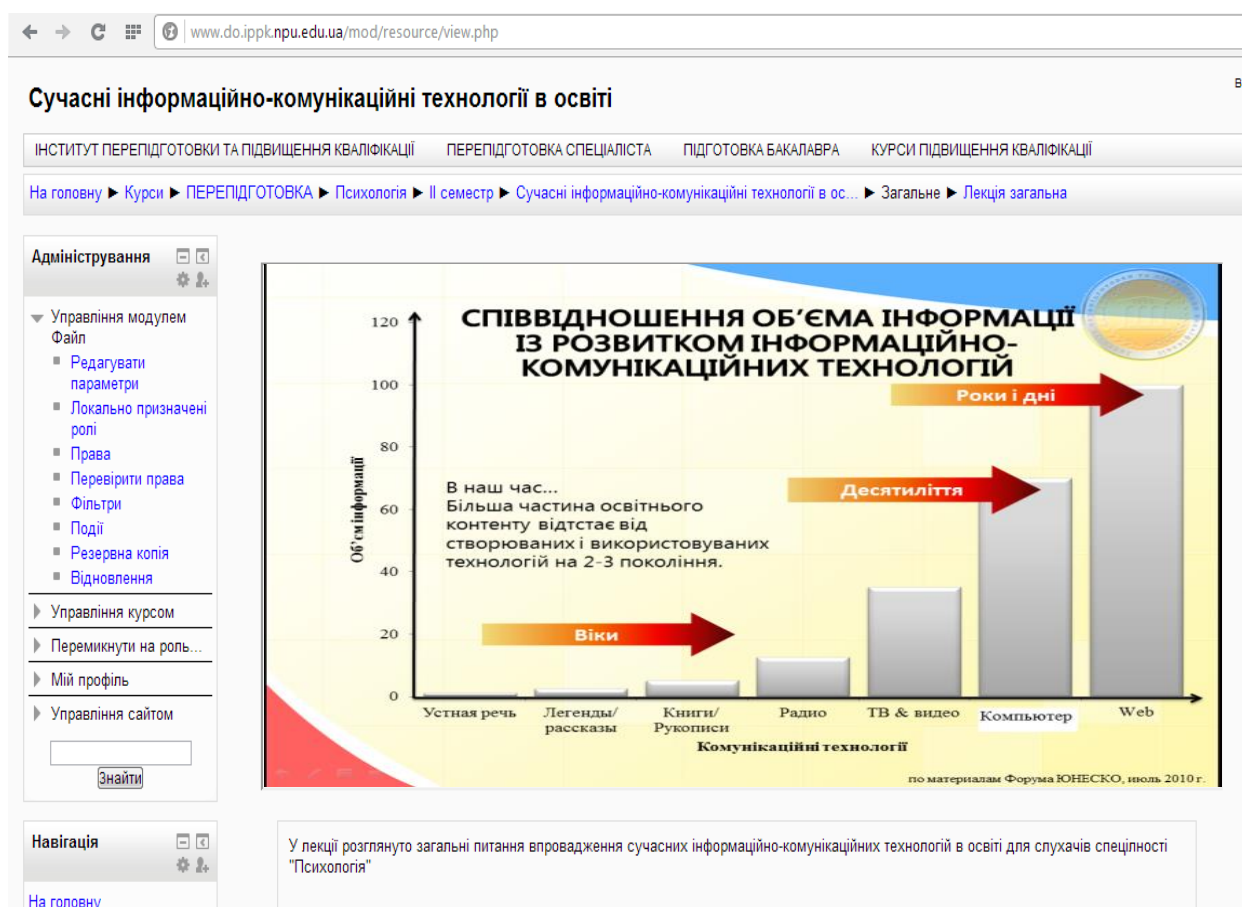 www.do.ippk.npu.edu.ua/mod/resource/view.php
Сучасні інформаційно-комунікаційні технології в освіті
В
ІНСТИТУТ ПЕРЕПІДГОТОВКИ ТА ПІДВИЩЕННЯ КВАЛІФІКАЦІЇ ПЕРЕПІДГОТОВКА СПЕЦІАЛІСТА ПІДГОТОВКА БАКАЛАВРА КУРСИ ПІДВИЩЕННЯ КВАЛІФІКАЦІЇ
На головну ► Курси ► ПЕРЕПІДГОТОВКА ► Психологія ► ІІ семестр ► Сучасні інформаційно-комунікаційні технології в ос... ► Загальне ► Лекція загальна
Адміністрування
Управління модулем
Файл
Редагувати
параметри
Локально призначені
ролі
Права
Перевірити права
Фільтри
Події
Резервна копія
Відновлення
Управління курсом
Перемикнути на роль...
Мій профіль
Управління сайтом
Знайти
Навігація
На головну
СПІВВІДНОШЕННЯ ОБ’ЄМА ІНФОРМАЦІЇ
ІЗ РОЗВИТКОМ ІНФОРМАЦІЙНО-
КОМУНІКАЦІЙНИХ ТЕХНОЛОГІЙ
120
100
80
60
40
20
0
Об’єм інформації
Роки і дні
Десятиліття
Віки
В наш час...
Більша частина освітнього
контенту відтстає від
створюваних і використовуваних
технологій на 2-3 покоління.
Устная речь Легенды/ Книги/ Радио ТВ & видео Компьютер Web
рассказы Рукописи
Комунікаційні технології
по материалам Форума ЮНЕСКО, июль 2010 г.
У лекції розглянуто загальні питання впровадження сучасних інформаційно-комунікаційних технологій в освіті для слухачів спецілності
"Психологія"